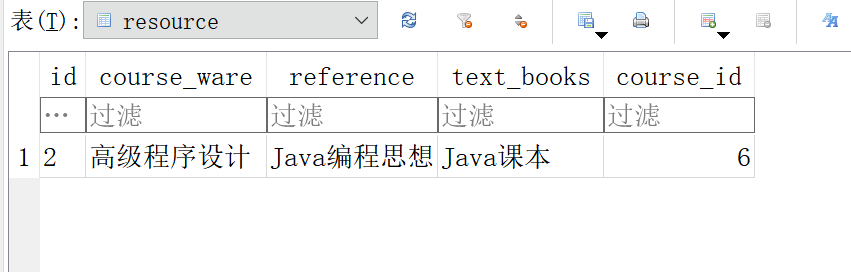 表(T): resource
id course_ware reference text_books course_id
… 过滤 过滤 过滤 过滤
1 2 高级程序设计 Java编程思想 Java课本 6